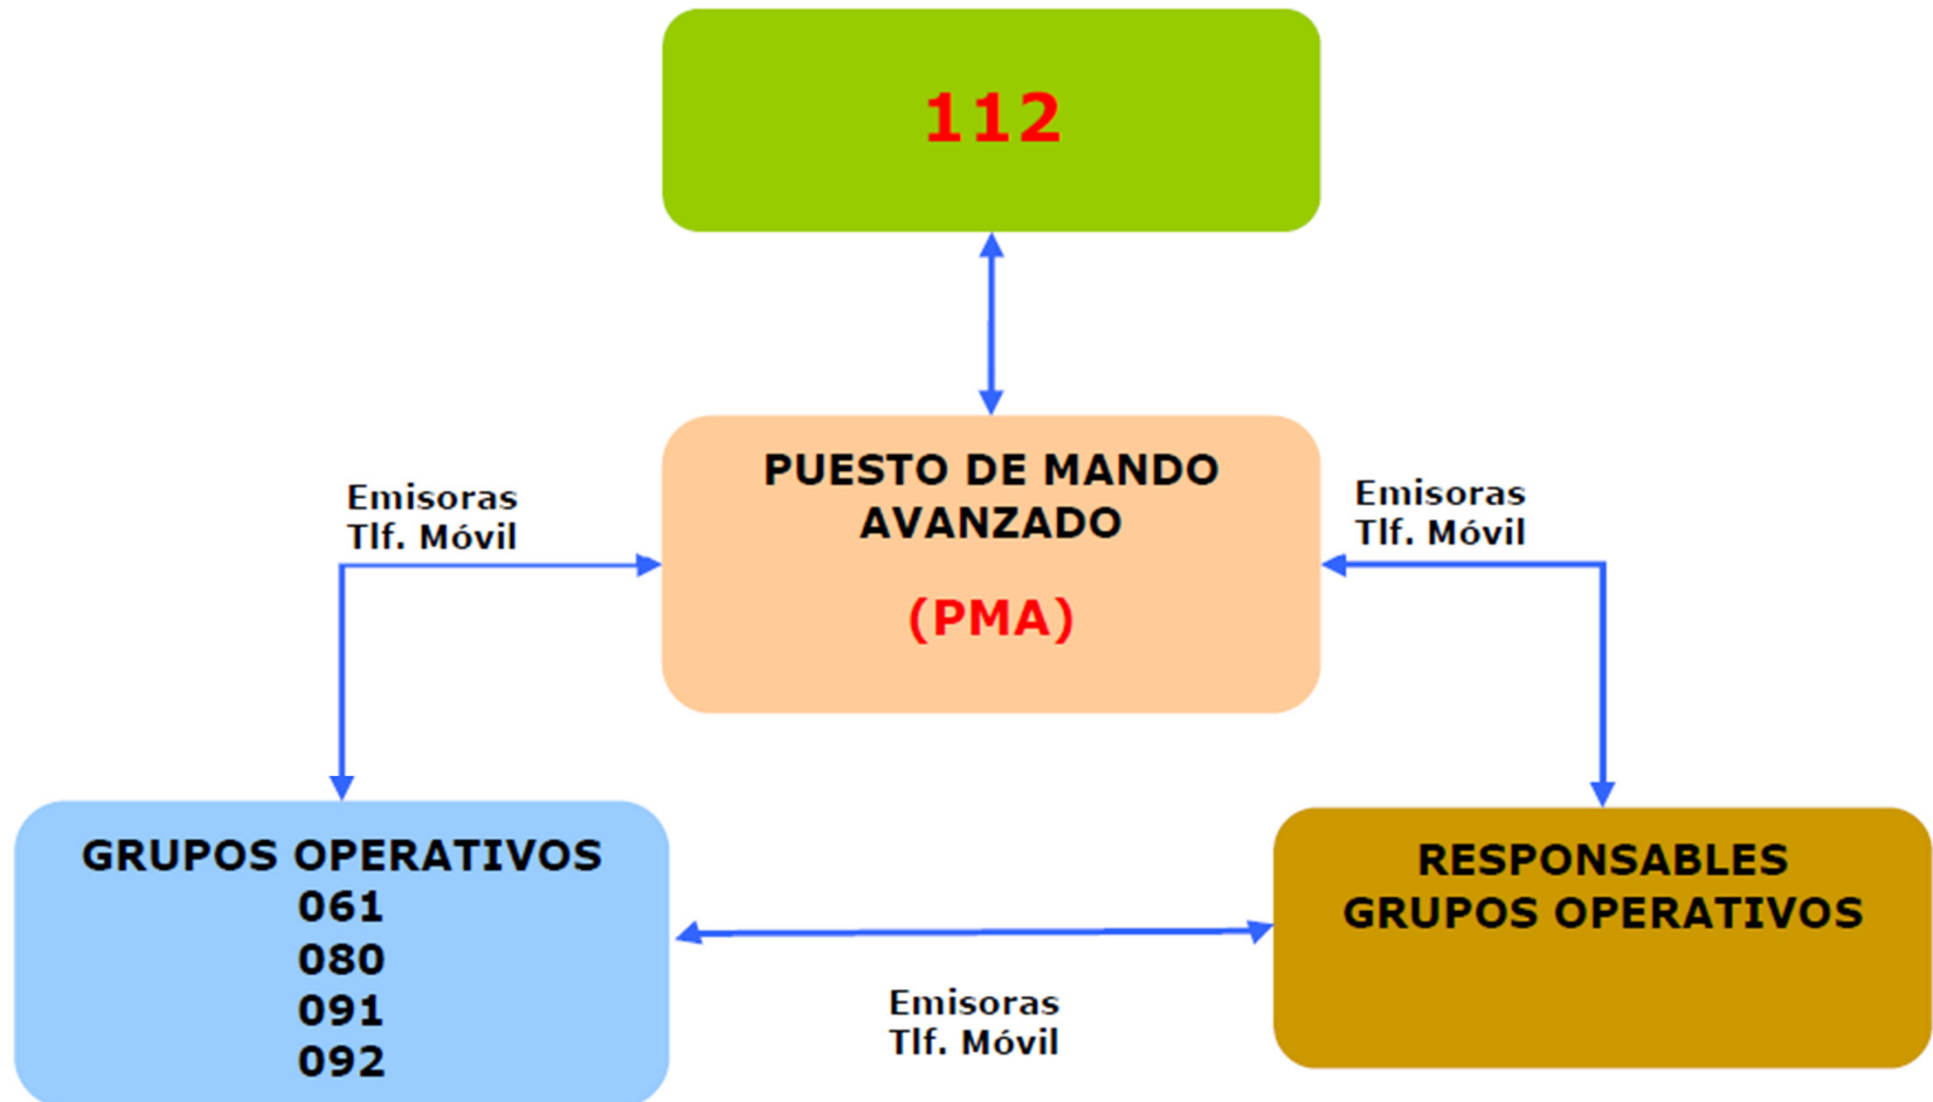 112
PUESTO DE MANDO
AVANZADO
(PMA)
Emisoras
Tlf. Móvil
Emisoras
Tlf. Móvil
GRUPOS OPERATIVOS
061
080
091
092
RESPONSABLES
GRUPOS OPERATIVOS
Emisoras
Tlf. Móvil